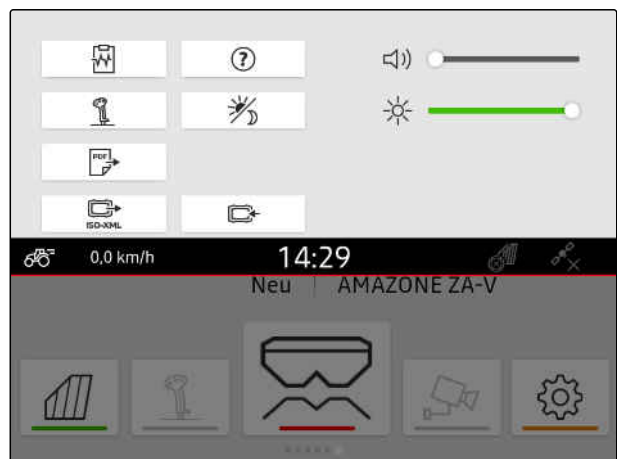 ?
PDF
ISO-XML
0,0 km/h 14:29
Neu AMAZONE ZA-V